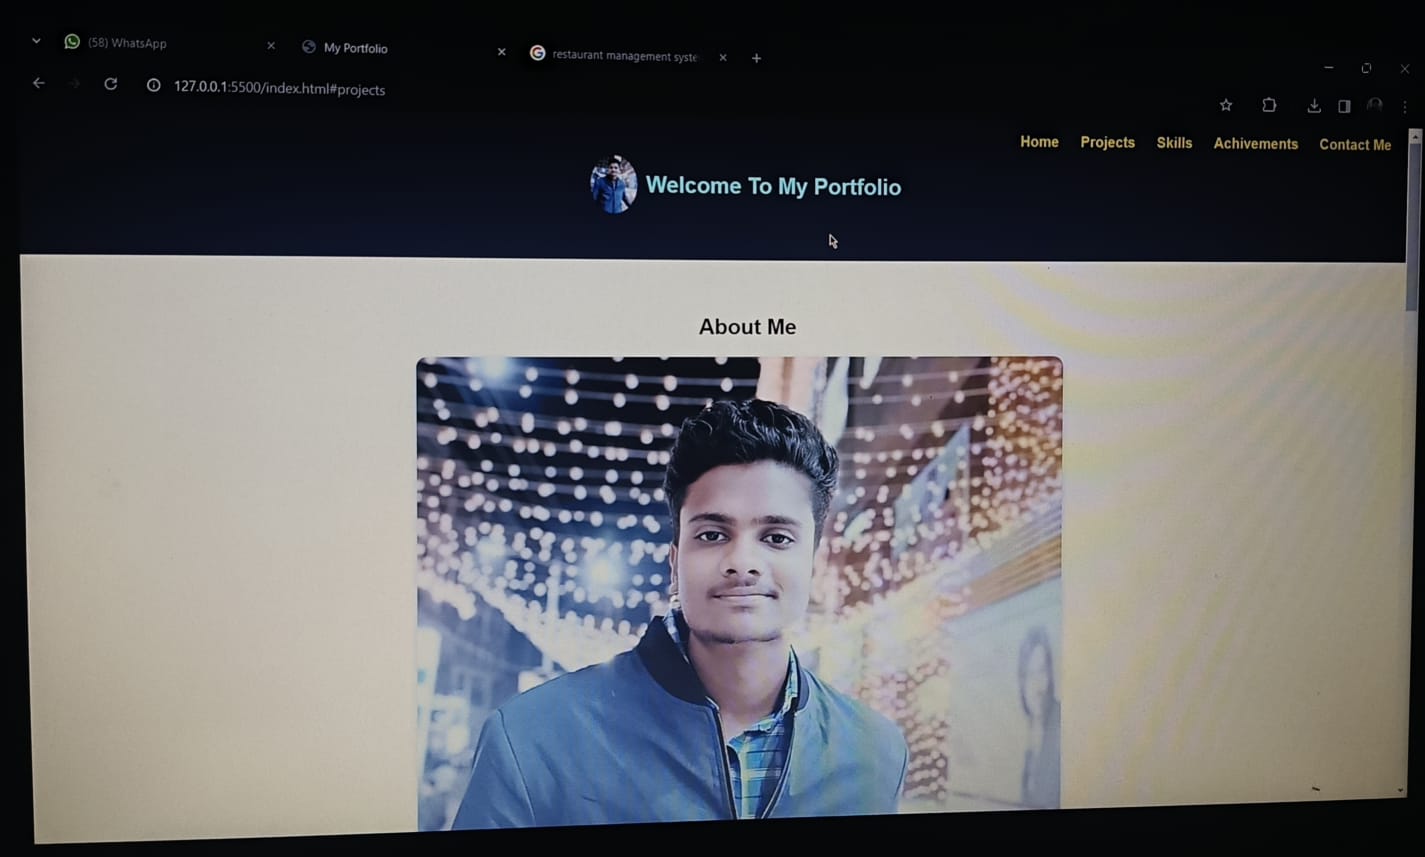 (58) WhatsApp
My Portfolio
restaurant management syste
127.0.0.1:5500/index.html#projects
Home Projects Skills Achivements Contact Me
Welcome To My Portfolio
About Me